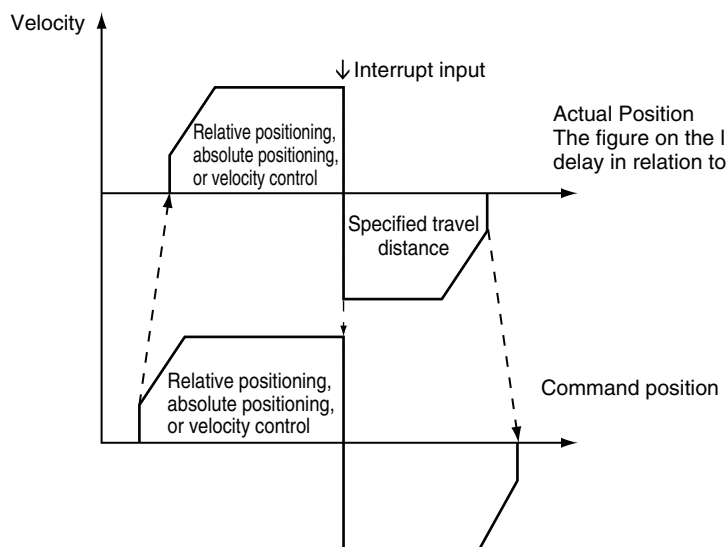 Velocity
Interrupt input
Relative positioning,
absolute positioning,
or velocity control
Actual Position
The figure on the
delay in relation to
Specified travel
distance
Relative positioning,
absolute positioning,
or velocity control
Command position